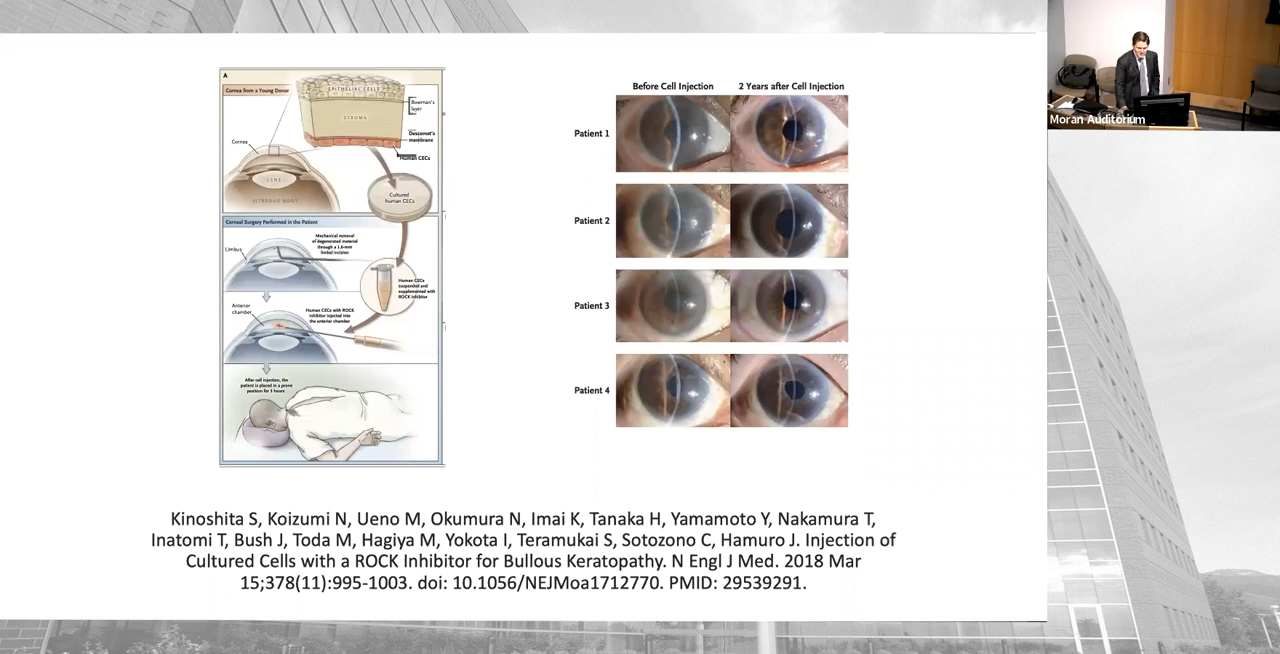 A
Cornea from a Young Donor
EPITHELIAL CELLS
Bowman's
layer
STROMA
Descemet's
membrane
Human CECs
Cornea
LENS
VITREOUS BODY
Cultured
human CECs
Corneal Surgery Performed in the Patient
Limbus
Mechanical removal
of degenerated material
through a 1.6-mm
limbal incision
Human CECs
suspended and
supplemented with
ROCK inhibitor
Anterior
chamber
Human CECs with ROCK
inhibitor injected into
the anterior chamber
After cell injection, the
patient is placed in a prone
position for 3 hours
Before Cell Injection
2 Years after Cell Injection
Patient 1
Patient 2
Patient 3
Patient 4
Kinoshita S, Koizumi N, Ueno M, Okumura N, Imai K, Tanaka H, Yamamoto Y, Nakamura T,
Inatomi T, Bush J, Toda M, Hagiya M, Yokota I, Teramukai S, Sotozono C, Hamuro J. Injection of
Cultured Cells with a ROCK Inhibitor for Bullous Keratopathy. N Engl J Med. 2018 Mar
15;378(11):995-1003. doi: 10.1056/NEJMoa1712770. PMID: 29539291.
Moran Auditorium